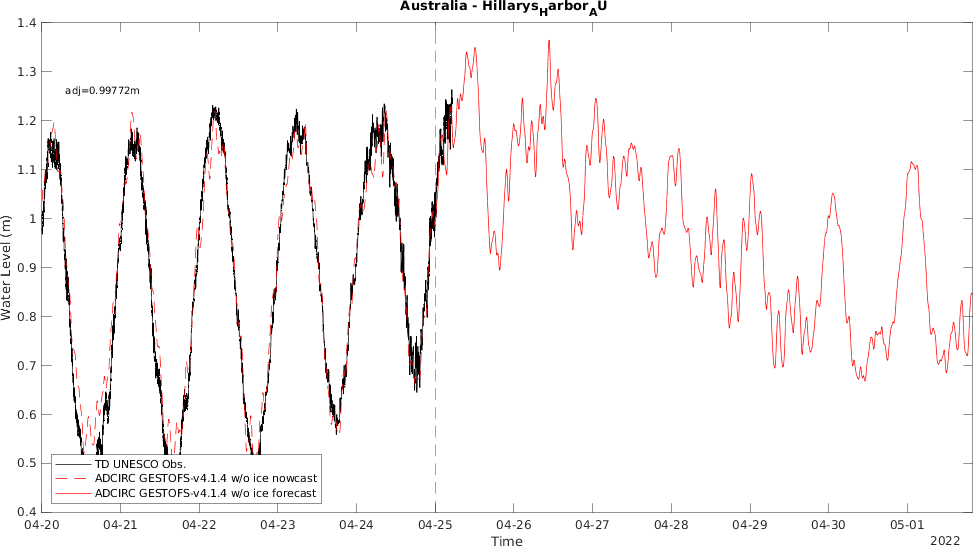 Australia - HillarysHarborAU
1.4
1.3
adj=0.99772m
1.2
1.1
1
Water Level (m)
0.9
0.8
0.7
0.6
0.5
0.4
TD UNESCO Obs.
ADCIRC GESTOFS-v4.1.4 w/o ice nowcast
ADCIRC GESTOFS-v4.1.4 w/o ice forecast
04-20 04-21 04-22 04-23 04-24 04-25 04-26 04-27 04-28 04-29 04-30 05-01
Time
2022